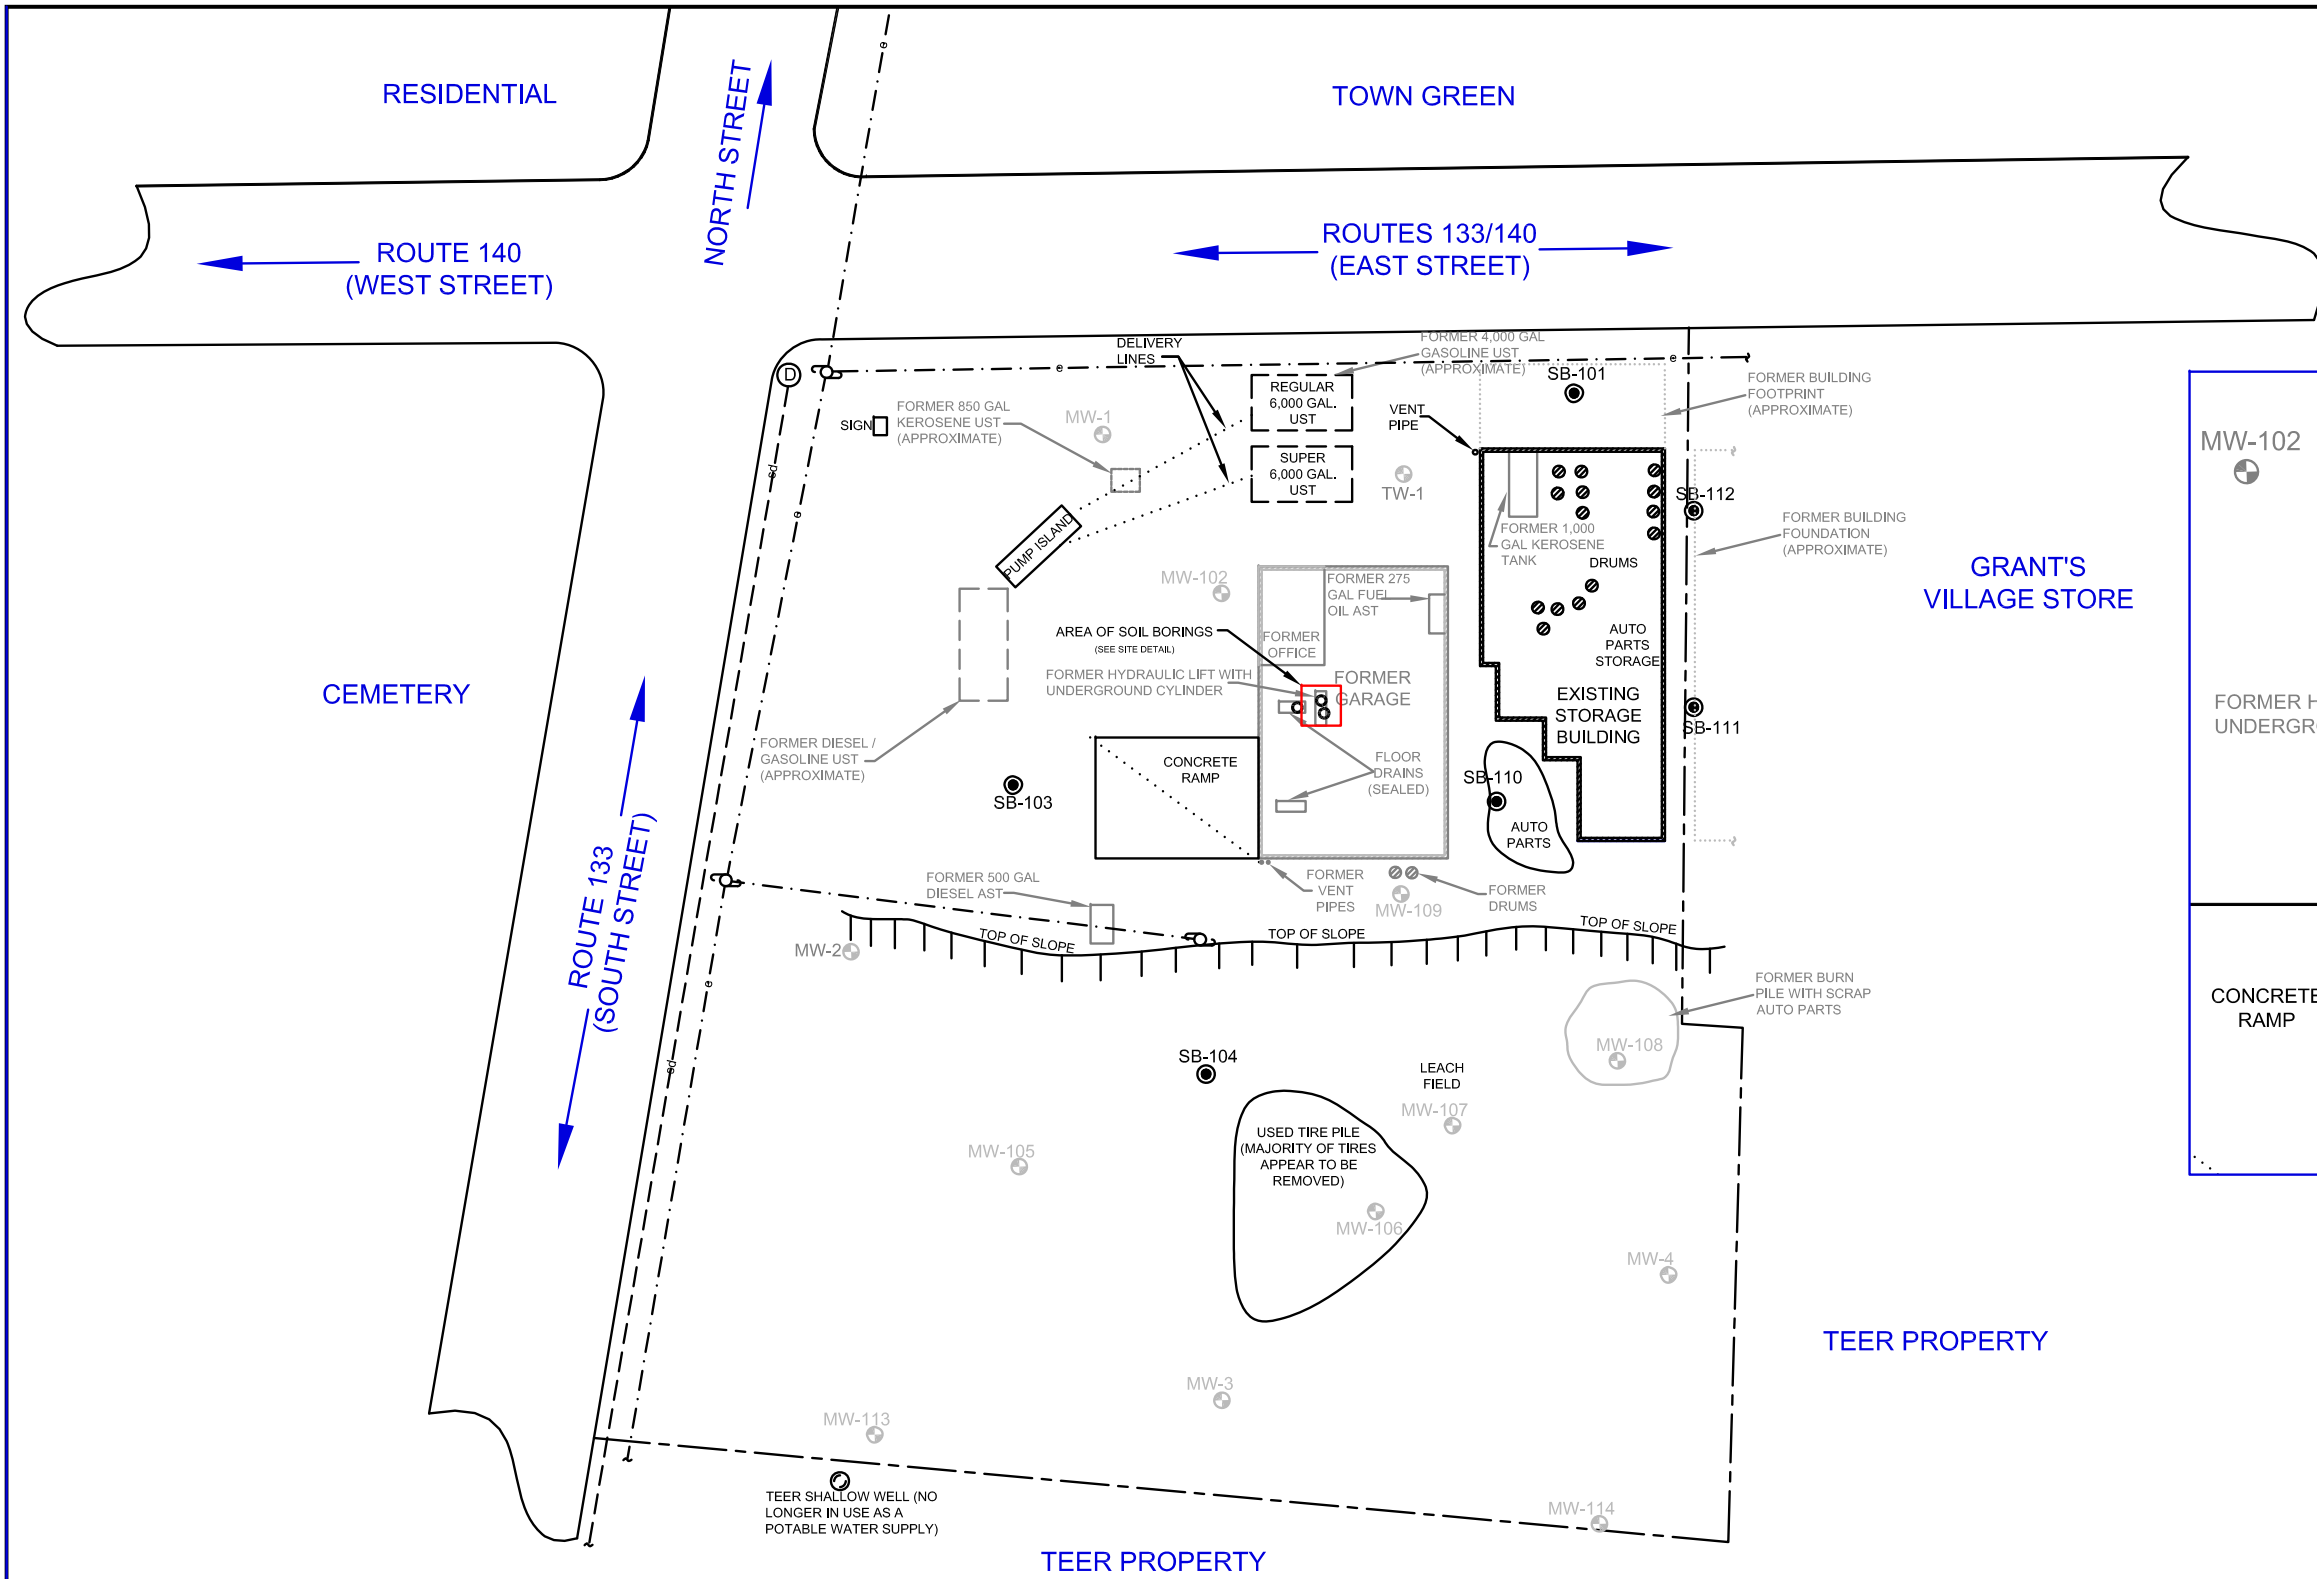 RESIDENTIAL
NORTH STREET
TOWN GREEN
ROUTE 140
(WEST STREET)
ROUTES 133/140
(EAST STREET)
e
D
e
e
DELIVERY
LINES
FORMER 4,000 GAL
GASOLINE UST
(APPROXIMATE)
REGULAR
6,000 GAL.
UST
SUPER
6,000 GAL.
UST
SB-101
FORMER BUILDING
FOOTPRINT
(APPROXIMATE)
SIGN
FORMER 850 GAL
KEROSENE UST
(APPROXIMATE)
MW-1
VENT
PIPE
TW-1
SB-112
FORMER BUILDING
FOUNDATION
(APPROXIMATE)
sd
e
PUMP ISLAND
FORMER 1,000
GAL KEROSENE
TANK
DRUMS
MW-102
FORMER 275
GAL FUEL
OIL AST
AREA OF SOIL BORINGS
(SEE SITE DETAIL)
FORMER
OFFICE
FORMER HYDRAULIC LIFT WITH
UNDERGROUND CYLINDER
FORMER
GARAGE
AUTO
PARTS
STORAGE
EXISTING
STORAGE
BUILDING
SB-111
GRANT'S
VILLAGE STORE
CEMETERY
FORMER DIESEL /
GASOLINE UST
(APPROXIMATE)
CONCRETE
RAMP
FLOOR
DRAINS
(SEALED)
SB-110
AUTO
PARTS
SB-103
ROUTE 133
(SOUTH STREET)
FORMER 500 GAL
DIESEL AST
FORMER
VENT
PIPES
MW-109
FORMER
DRUMS
MW-2
TOP OF SLOPE
TOP OF SLOPE
TOP OF SLOPE
e
sd
FORMER BURN
PILE WITH SCRAP
AUTO PARTS
SB-104
LEACH
FIELD
MW-108
MW-107
MW-105
USED TIRE PILE
(MAJORITY OF TIRES
APPEAR TO BE
REMOVED)
MW-106
MW-4
TEER PROPERTY
MW-3
MW-113
TEER SHALLOW WELL (NO
LONGER IN USE AS A
POTABLE WATER SUPPLY)
MW-114
TEER PROPERTY
MW-102
FORMER H
UNDERGR
CONCRETE
RAMP